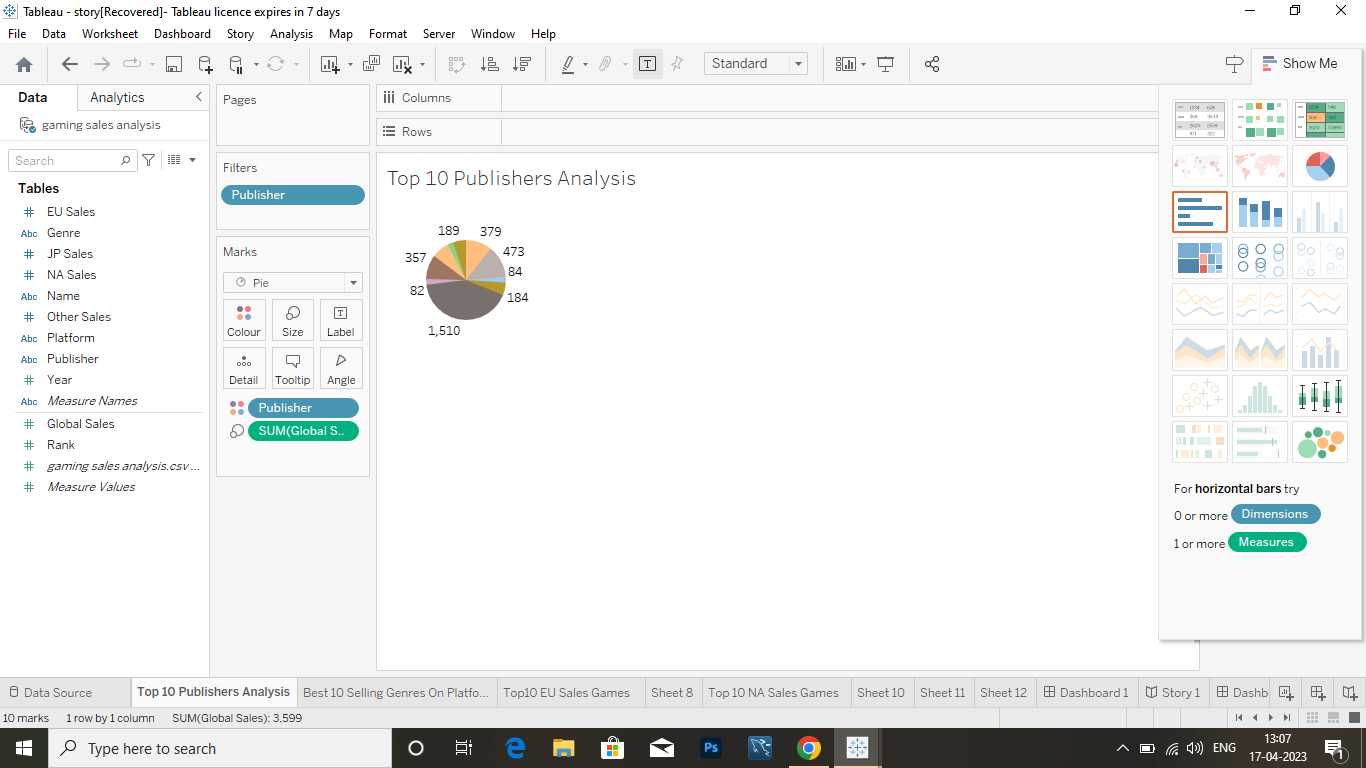 Tableau - story[Recovered]- Tableau licence expires in 7 days
File Data Worksheet Dashboard Story Analysis Map Format Server Window Help
Standard
Show Me
Data Analytics
gaming sales analysis
Search
Tables
EU Sales
Abc Genre
JP Sales
NA Sales
Abc Name
Other Sales
Abc Platform
Abc Publisher
Year
Abc Measure Names
Global Sales
Rank
gaming sales analysis.csv ...
Measure Values
Pages
Filters
Publisher
Marks
Pie
Colour Size Label
Detail Tooltip Angle
Publisher
SUM(Global S..
Columns
Rows
Top 10 Publishers Analysis
189 379
473
357
84
82
184
1,510
For horizontal bars try
0 or more Dimensions
1 or more Measures
Data Source Top 10 Publishers Analysis Best 10 Selling Genres On Platfo... Top10 EU Sales Games Sheet 8 Top 10 NA Sales Games Sheet 10 Sheet 11 Sheet 12 Dashboard 1 Story 1 Dashb
10 marks 1 row by 1 column SUM(Global Sales): 3,599
Type here to search
Ps
ENG
13:07
17-04-2023
1